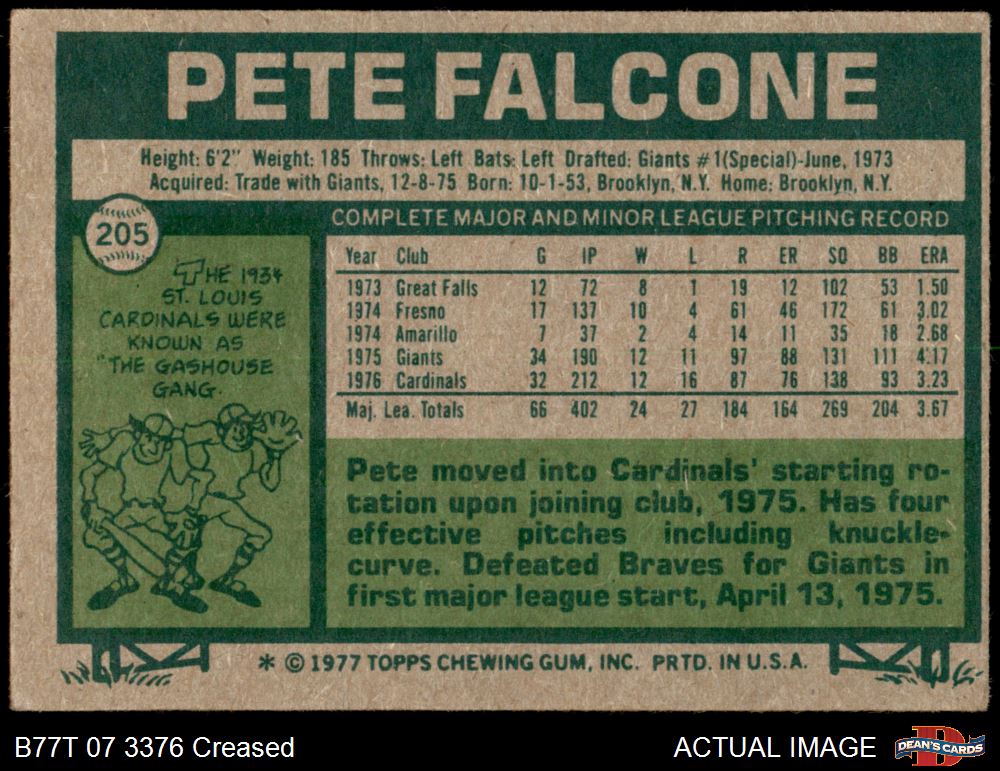 PETE FALCONE
Height: 6'2" Weight: 185 Throws: Left Bats: Left Drafted: Giants #1(Special)-June, 1973
Acquired: Trade with Giants, 12-8-75 Born: 10-1-53, Brooklyn, N.Y. Home: Brooklyn, N.Y.
205
THE 1934
ST. LOUIS
CARDINALS WERE
KNOWN AS
"THE GASHOUSE
GANG.
COMPLETE MAJOR AND MINOR LEAGUE PITCHING RECORD
Year Club G IP W L R ER SO BB ERA
1973 Great Falls 12 72 8 1 19 12 102 53 1.50
1974 Fresno 17 137 10 4 61 46 172 61 3.02
1974 Amarillo 7 37 2 4 14 11 35 18 2.68
1975 Giants 34 190 12 11 97 88 131 111 4.17
1976 Cardinals 32 212 12 16 87 76 138 93 3.23
Maj. Lea. Totals 66 402 24 27 184 164 269 204 3.67
Pete moved into Cardinals' starting ro-
tation upon joining club, 1975. Has four
effective pitches including knuckle-
curve. Defeated Braves for Giants in
first major league start, April 13, 1975.
* © 1977 TOPPS CHEWING GUM, INC. PRTD. IN U.S.A.
B77T 07 3376 Creased
ACTUAL IMAGE
DEAN'S CARDS